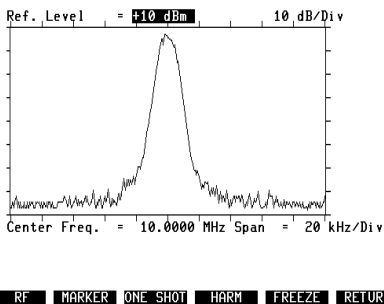 Ref. Level = +10 dBm 10 dB/Div
Center Freq. = 10.0000 MHz Span = 20 kHz/Div
RF MARKER ONE SHOT HARM FREEZE RETUR